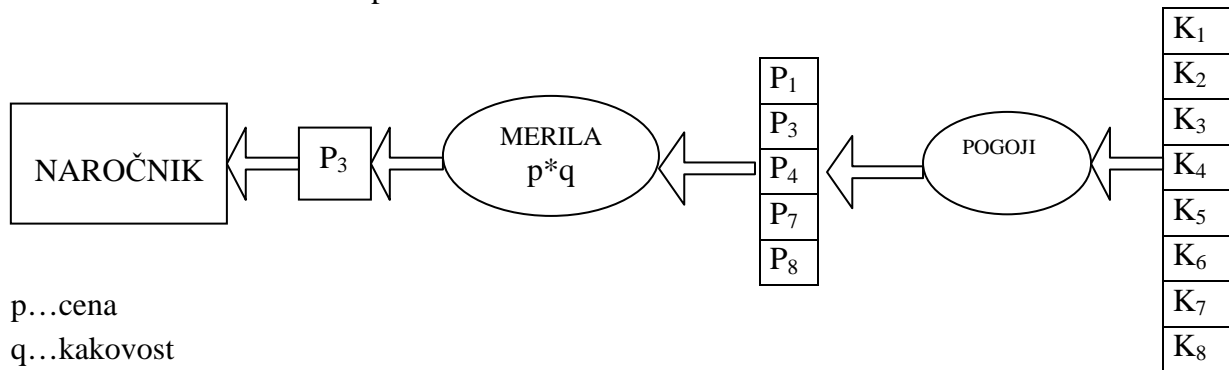 NAROČNIK
P₃
MERILA
p*q
P₁
P₃
P₄
P₇
P₈
POGOJI
K₁
K₂
K₃
K₄
K₅
K₆
K₇
K₈
p…cena
q…kakovost